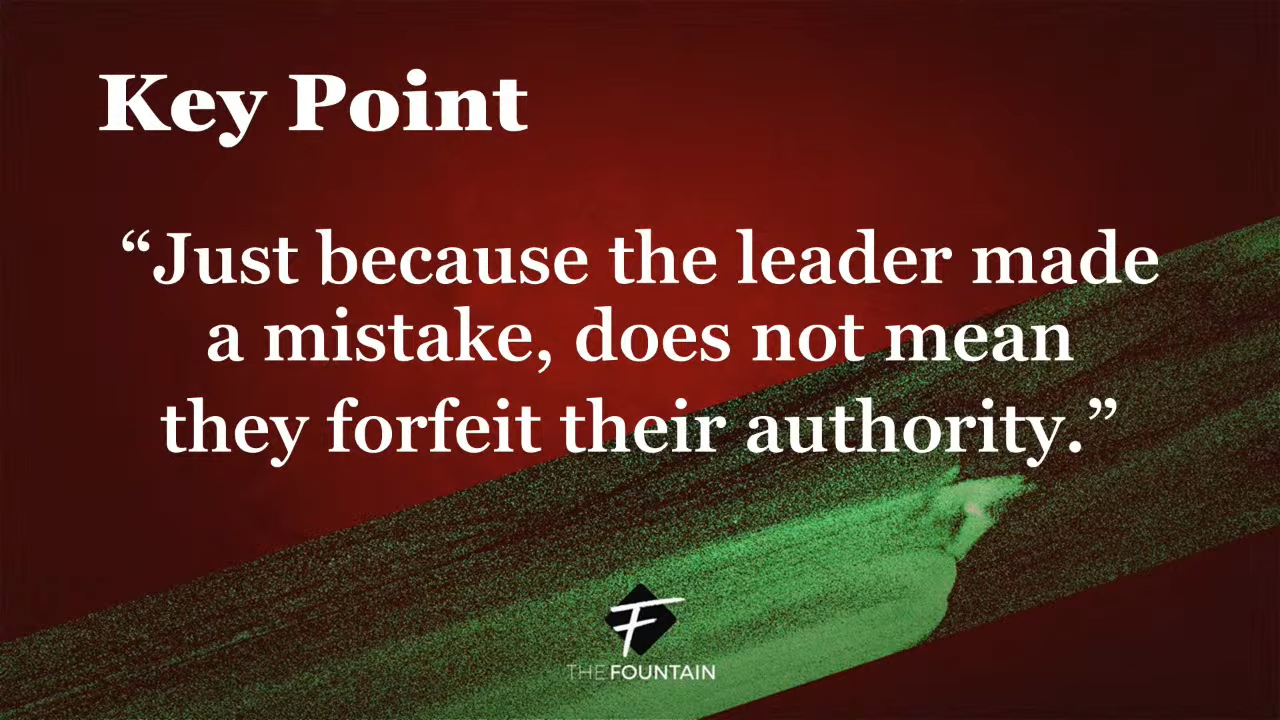 Key Point
“Just because the leader made
a mistake, does not mean
they forfeit their authority.”
F
THE FOUNTAIN